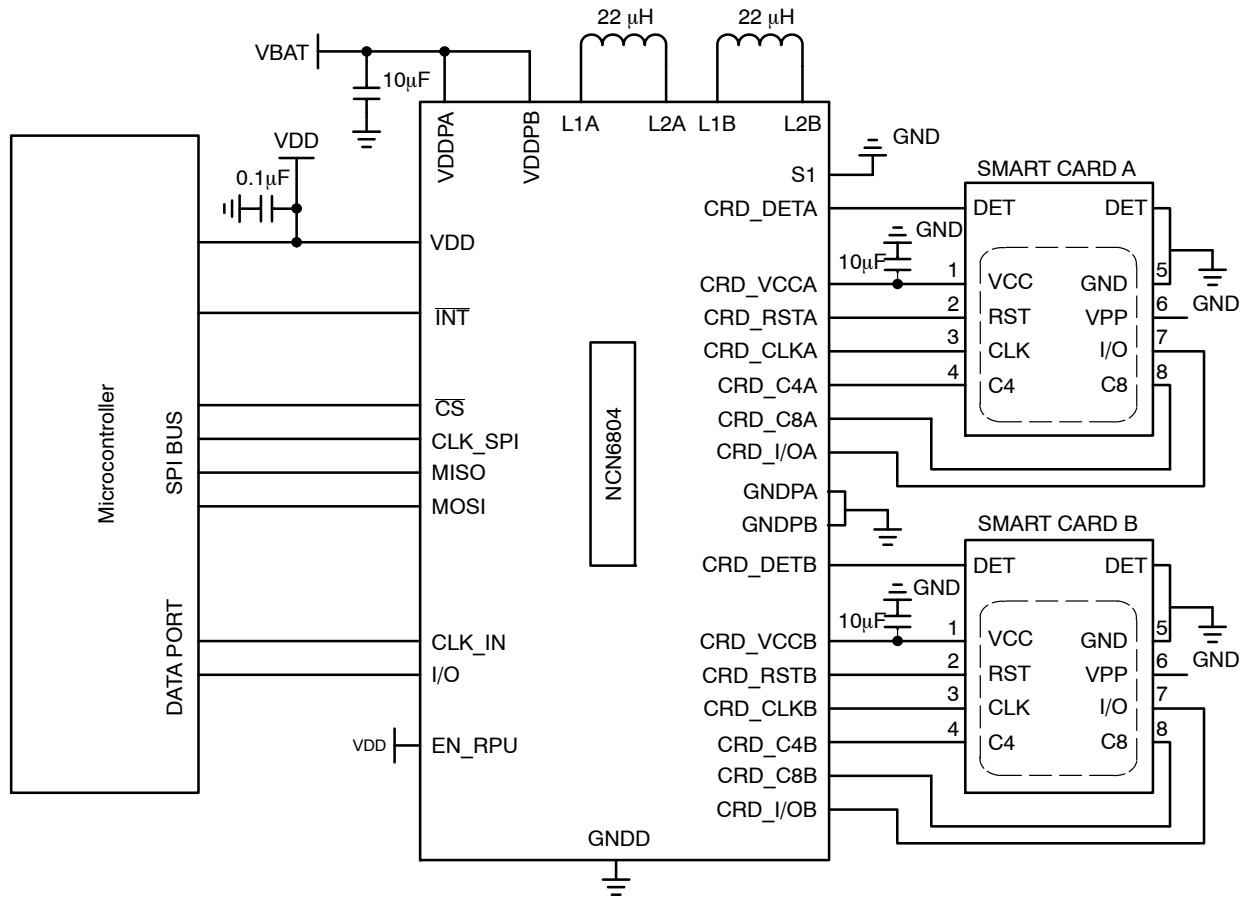 22 μH
22 μH
VBAT
10μF
VDDPA
VDDPB
L1A
L2A
L1B
L2B
VDD
0.1μF
GND
S1
SMART CARD A
CRD_DETA
DET
DET
VDD
GND
10μF
CRD_VCCA
1
VCC
GND
5
GND
INT
CRD_RSTA
2
RST
VPP
6
CRD_CLKA
3
CLK
I/O
7
CRD_C4A
4
C4
C8
8
CS
CRD_C8A
CLK_SPI
CRD_I/OA
MISO
GNDPA
MOSI
GNDPB
Microcontroller
SPI BUS
NCN6804
SMART CARD B
CRD_DETB
DET
DET
GND
10μF
DATA PORT
CLK_IN
CRD_VCCB
1
VCC
GND
5
GND
I/O
CRD_RSTB
2
RST
VPP
6
CRD_CLKB
3
CLK
I/O
7
VDD
EN_RPU
CRD_C4B
4
C4
C8
8
CRD_C8B
CRD_I/OB
GNDD